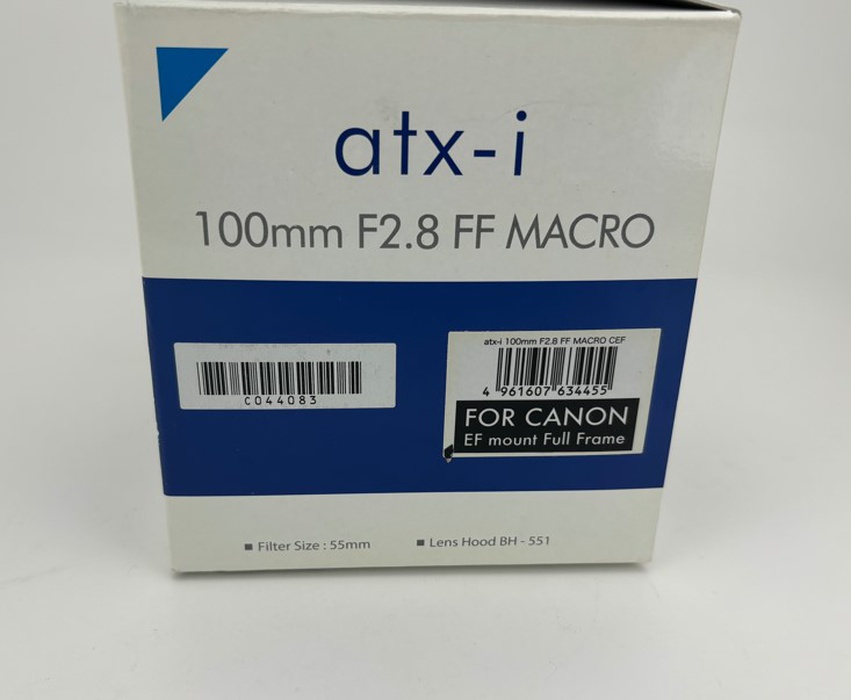 atx-i
100mm F2.8 FF MACRO
C044083
atx-i 100mm F2.8 FF MACRO CEF
4 961607 634455
FOR CANON
EF mount Full Frame
■ Filter Size : 55mm
■ Lens Hood BH - 551